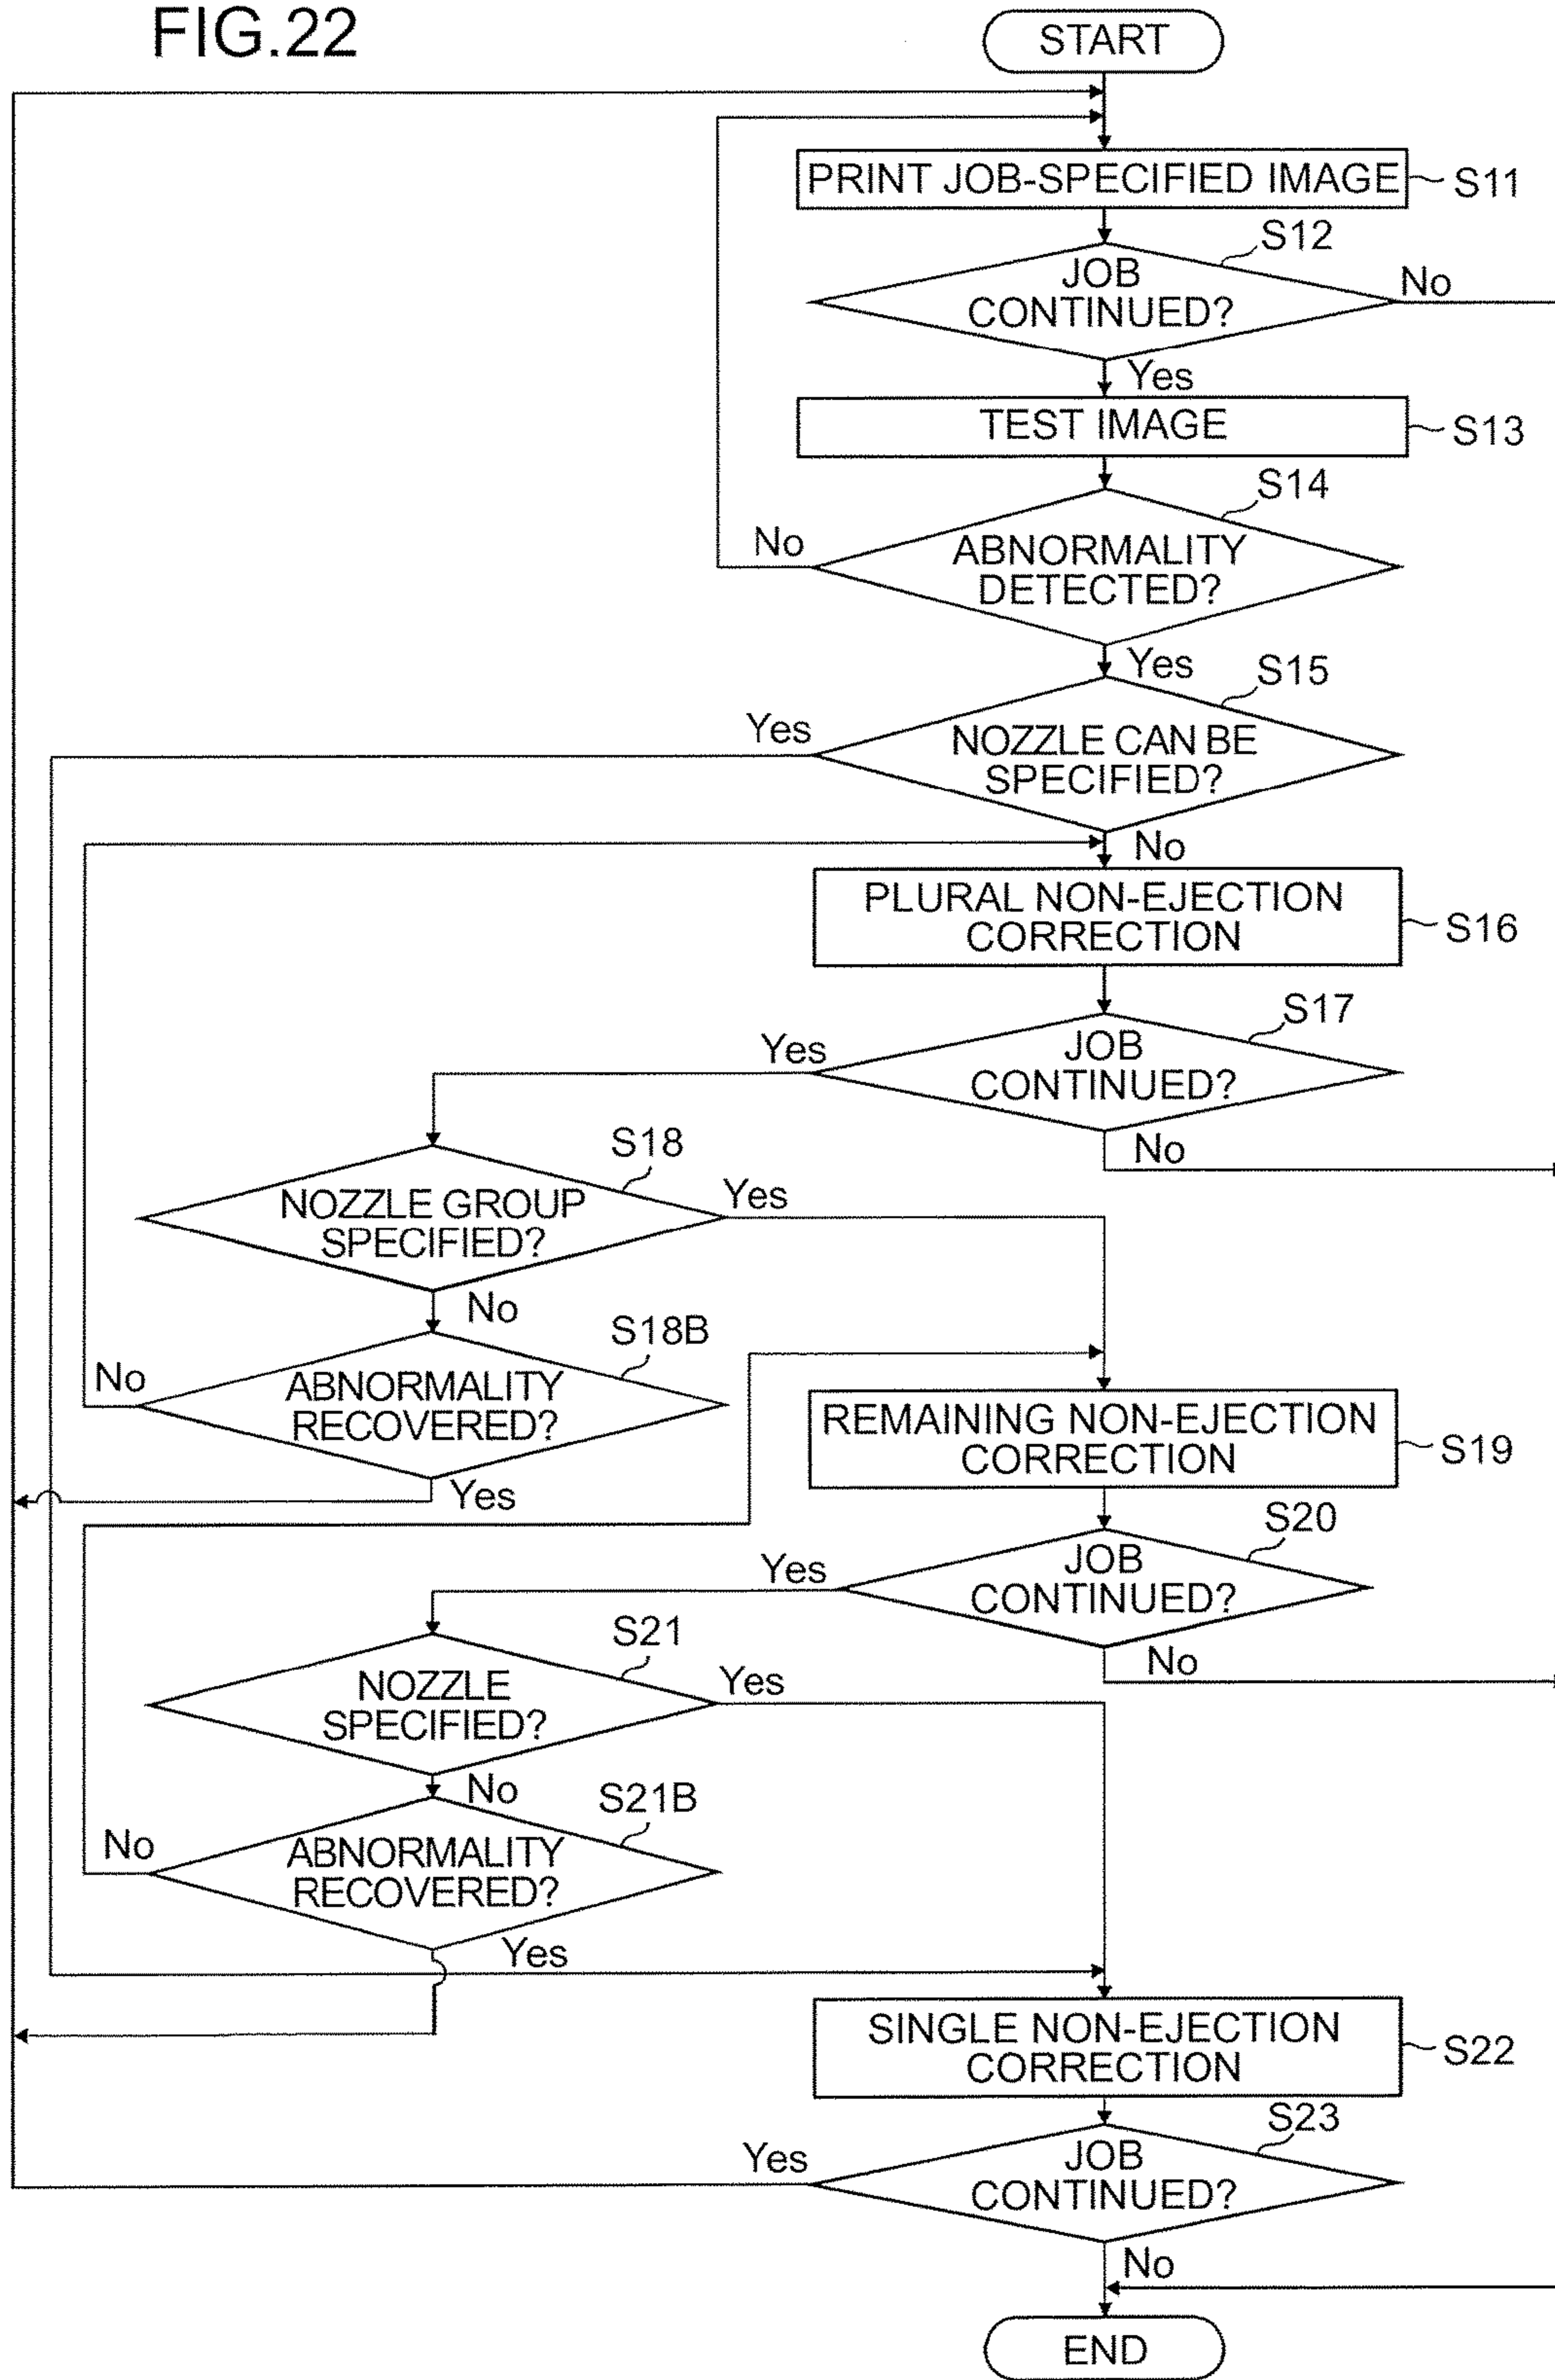 FIG.22
START
PRINT JOB-SPECIFIED IMAGE
S11
S12
JOB
CONTINUED?
No
Yes
TEST IMAGE
S13
S14
ABNORMALITY
DETECTED?
No
Yes
S15
NOZZLE CAN BE
SPECIFIED?
Yes
No
PLURAL NON-EJECTION
CORRECTION
S16
S17
JOB
CONTINUED?
Yes
No
S18
NOZZLE GROUP
SPECIFIED?
Yes
No
S18B
ABNORMALITY
RECOVERED?
No
Yes
REMAINING NON-EJECTION
CORRECTION
S19
S20
JOB
CONTINUED?
Yes
No
S21
NOZZLE
SPECIFIED?
Yes
No
S21B
ABNORMALITY
RECOVERED?
No
Yes
SINGLE NON-EJECTION
CORRECTION
S22
S23
JOB
CONTINUED?
Yes
No
END